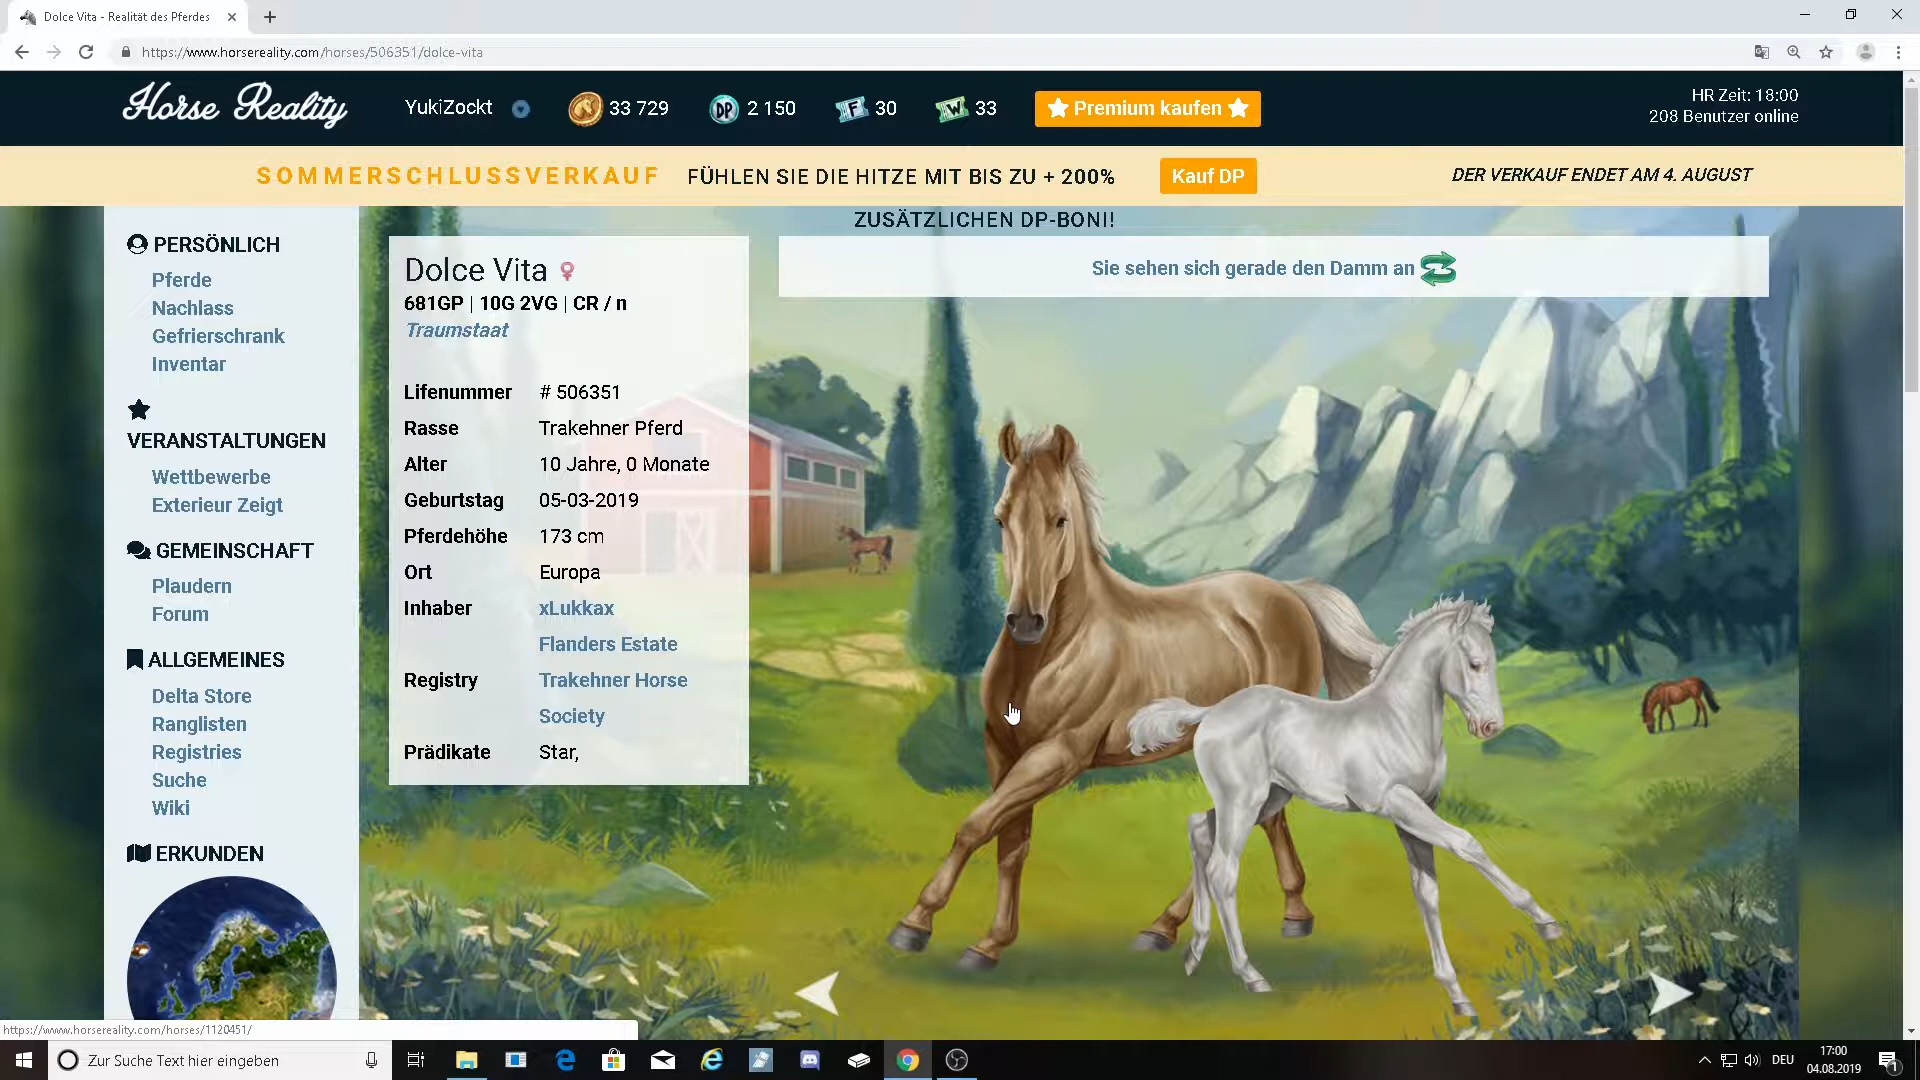 Dolce Vita - Realität des Pferdes
https://www.horsereality.com/horses/506351/dolce-vita
Horse Reality
YukiZockt
33 729
DP
2 150
F
30
W
33
Premium kaufen
HR Zeit: 18:00
208 Benutzer online
SOMMERSCHLUSSVERKAUF
FÜHLEN SIE DIE HITZE MIT BIS ZU + 200%
ZUSÄTZLICHEN DP-BONI!
Kauf DP
DER VERKAUF ENDET AM 4. AUGUST
PERSÖNLICH
Pferde
Nachlass
Gefrierschrank
Inventar
VERANSTALTUNGEN
Wettbewerbe
Exterieur Zeigt
GEMEINSCHAFT
Plaudern
Forum
ALLGEMEINES
Delta Store
Ranglisten
Registries
Suche
Wiki
ERKUNDEN
Dolce Vita
681GP | 10G 2VG | CR / n
Traumstaat
Lifenummer # 506351
Rasse Trakehner Pferd
Alter 10 Jahre, 0 Monate
Geburtstag 05-03-2019
Pferdehöhe 173 cm
Ort Europa
Inhaber xLukkax
Flanders Estate
Registry Trakehner Horse
Society
Prädikate Star,
Sie sehen sich gerade den Damm an
https://www.horsereality.com/horses/1120451/
Zur Suche Text hier eingeben
DEU
17:00
04.08.2019
1